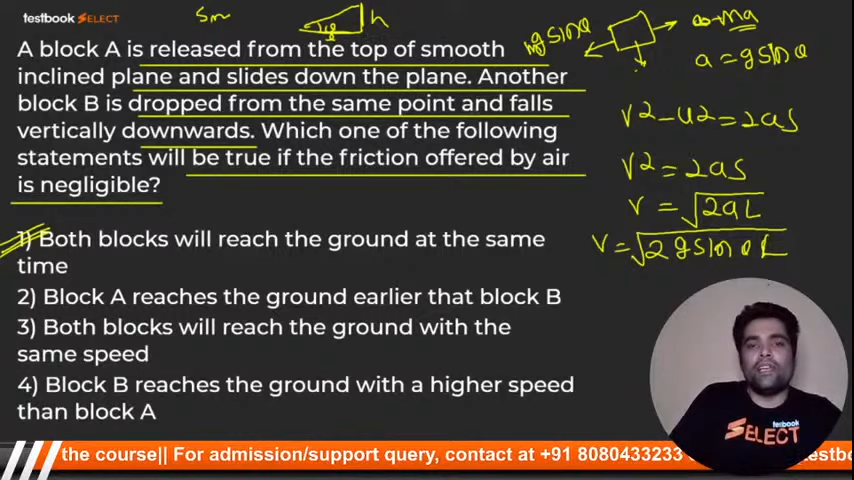 testbook SELECT
Sm
h
A block A is released from the top of smooth
inclined plane and slides down the plane. Another
block B is dropped from the same point and falls
vertically downwards. Which one of the following
statements will be true if the friction offered by air
is negligible?
1) Both blocks will reach the ground at the same
time
2) Block A reaches the ground earlier that block B
3) Both blocks will reach the ground with the
same speed
4) Block B reaches the ground with a higher speed
than block A
mg sinθ
ma
a = g sinθ
V² - u² = 2as
V² = 2as
V = √2aL
V = √2 g sinθ L
testbook
SELECT
the course|| For admission/support query, contact at +91 8080433233